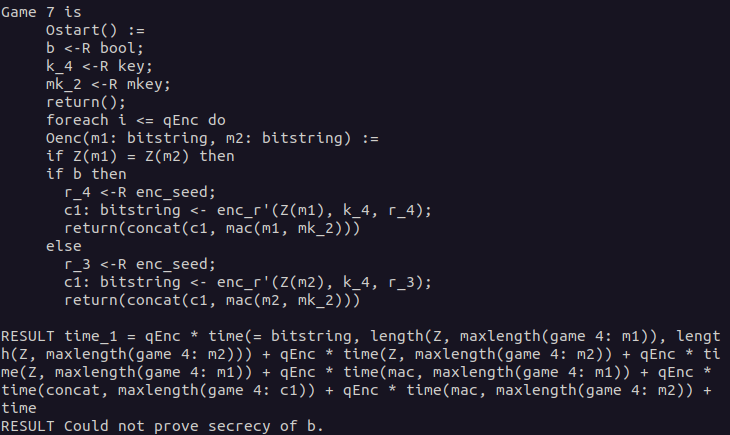 Game 7 is
Ostart() :=
b <-R bool;
k_4 <-R key;
mk_2 <-R mkey;
return();
foreach i <= qEnc do
Oenc(m1: bitstring, m2: bitstring) :=
if Z(m1) = Z(m2) then
if b then
r_4 <-R enc_seed;
c1: bitstring <- enc_r'(Z(m1), k_4, r_4);
return(concat(c1, mac(m1, mk_2)))
else
r_3 <-R enc_seed;
c1: bitstring <- enc_r'(Z(m2), k_4, r_3);
return(concat(c1, mac(m2, mk_2)))
RESULT time_1 = qEnc * time(= bitstring, length(Z, maxlength(game 4: m1)), lengt
h(Z, maxlength(game 4: m2))) + qEnc * time(Z, maxlength(game 4: m2)) + qEnc * ti
me(Z, maxlength(game 4: m1)) + qEnc * time(mac, maxlength(game 4: m1)) + qEnc *
time(concat, maxlength(game 4: c1)) + qEnc * time(mac, maxlength(game 4: m2)) +
time
RESULT Could not prove secrecy of b.